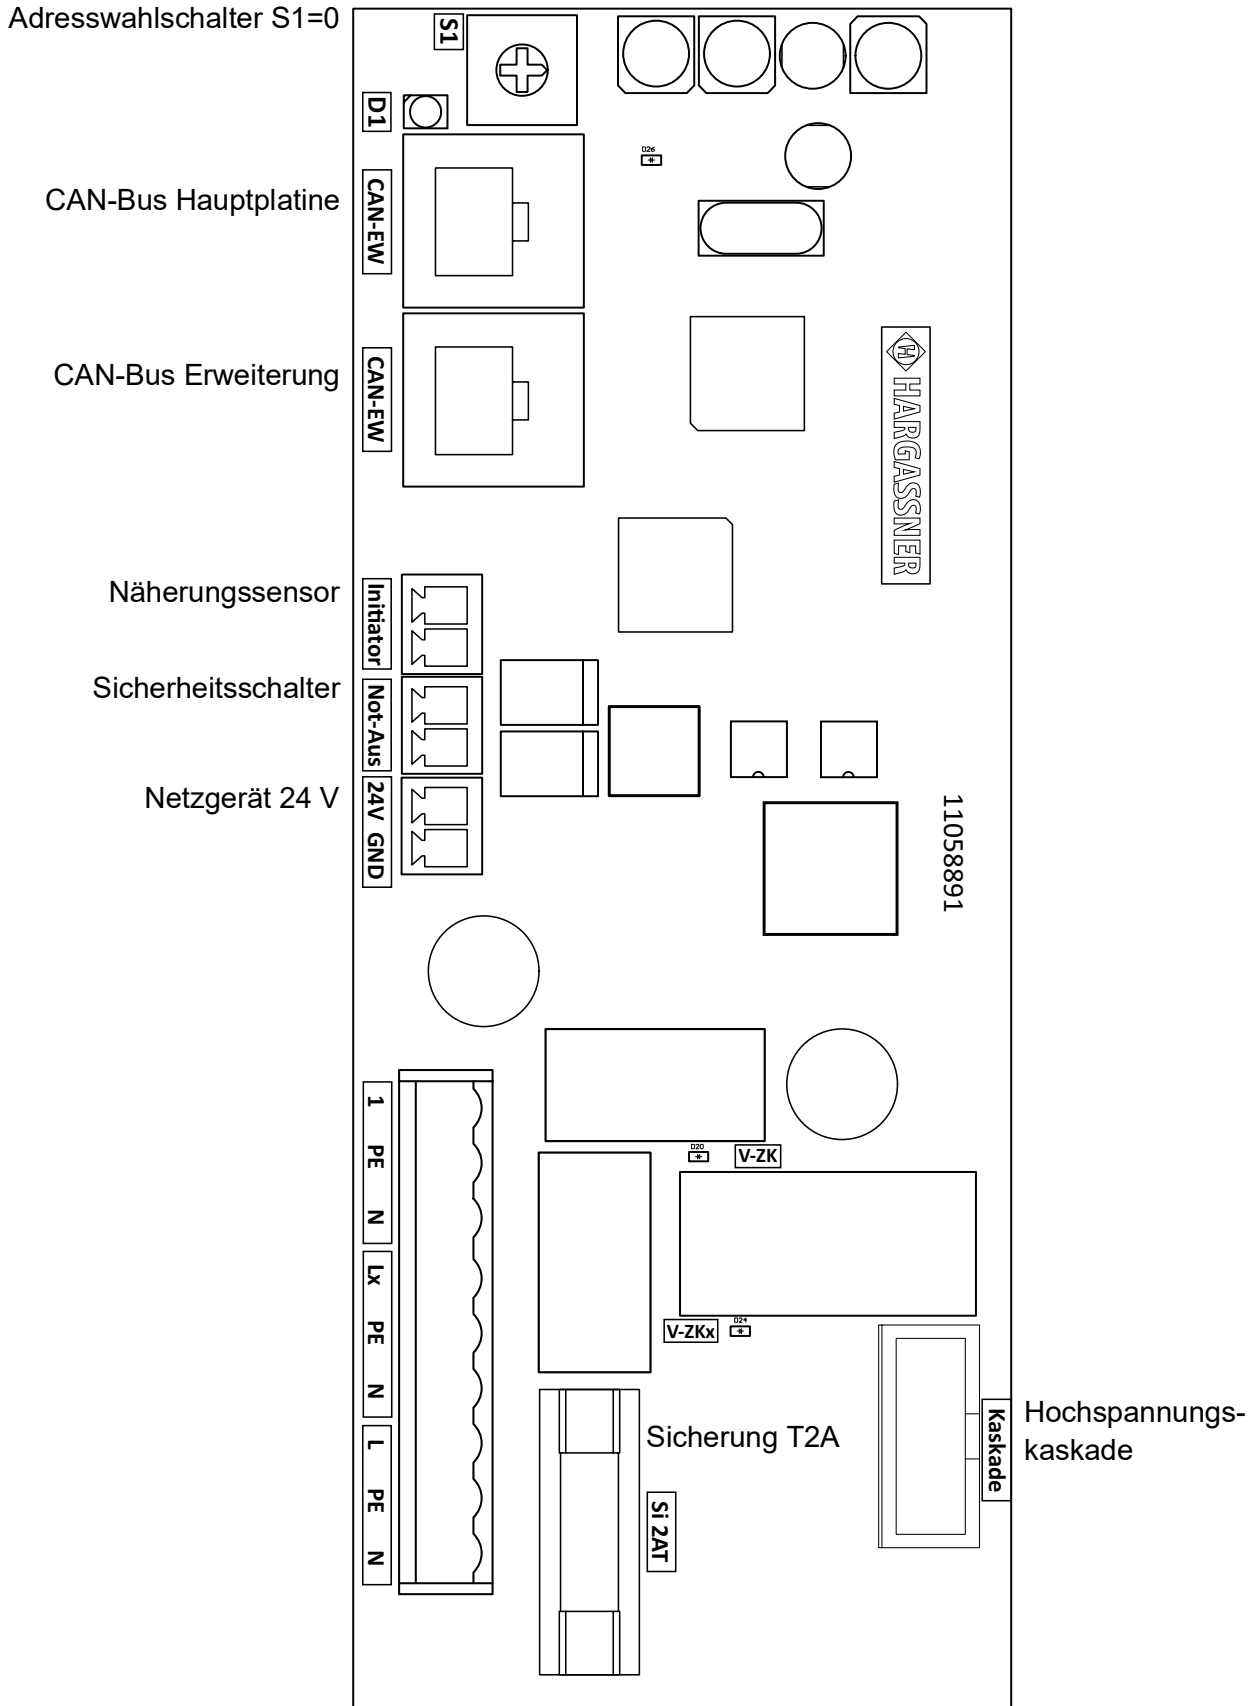 Adresswahlschalter S1=0
S1
D1
D26
CAN-Bus Hauptplatine
CAN-EW
CAN-Bus Erweiterung
CAN-EW
H HARGASSNER
Näherungssensor
Initiator
Sicherheitsschalter
Not-Aus
Netzgerät 24 V
24V GND
11058891
1 PE N
D20
V-ZK
Lx PE N
V-ZKx
D24
L PE N
Sicherung T2A
Si 2AT
Kaskade
Hochspannungs-
kaskade